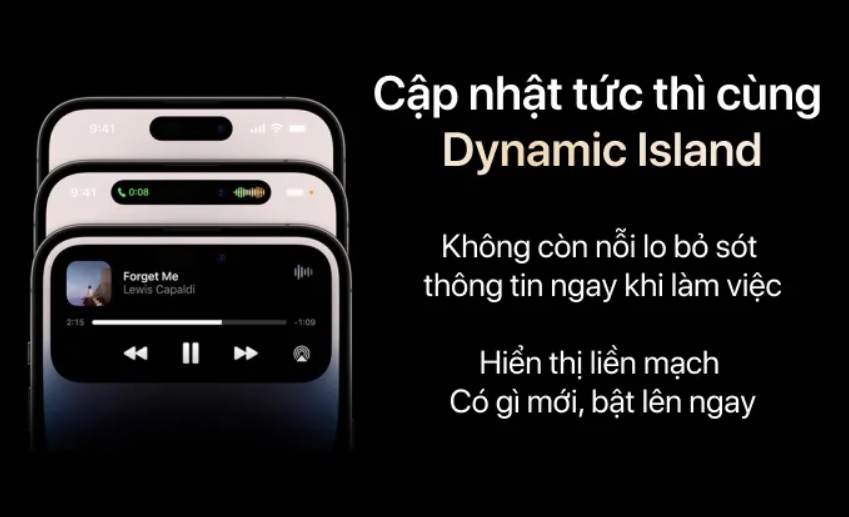 9:41
9:41
0:08
Forget Me
Lewis Capaldi
2:15
-1:09
Cập nhật tức thì cùng
Dynamic Island
Không còn nỗi lo bỏ sót
thông tin ngay khi làm việc
Hiển thị liền mạch
Có gì mới, bật lên ngay